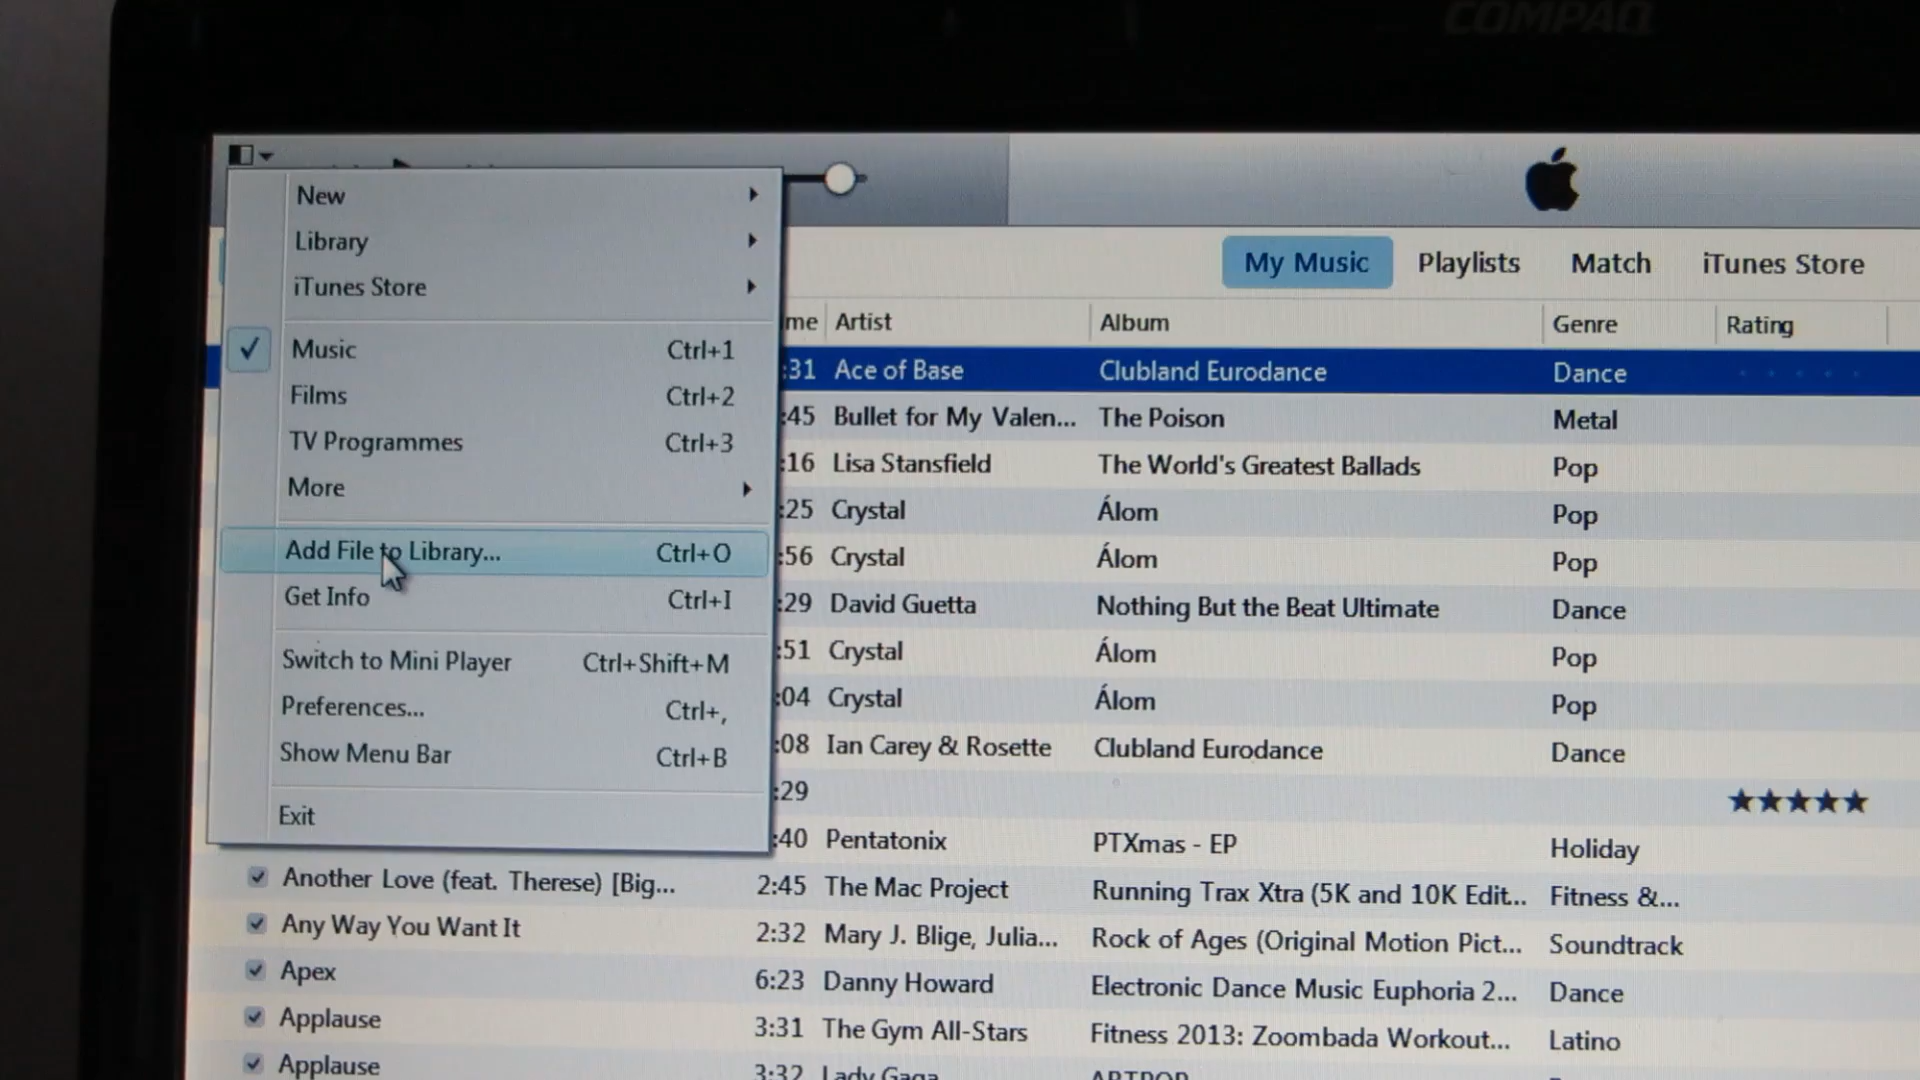 COMPAQ
New
Library
iTunes Store
Music Ctrl+1
Films Ctrl+2
TV Programmes Ctrl+3
More
Add File to Library... Ctrl+O
Get Info Ctrl+I
Switch to Mini Player Ctrl+Shift+M
Preferences... Ctrl+,
Show Menu Bar Ctrl+B
Exit
My Music Playlists Match iTunes Store
me Artist Album Genre Rating
:31 Ace of Base Clubland Eurodance Dance
:45 Bullet for My Valen... The Poison Metal
:16 Lisa Stansfield The World's Greatest Ballads Pop
:25 Crystal Álom Pop
:56 Crystal Álom Pop
:29 David Guetta Nothing But the Beat Ultimate Dance
:51 Crystal Álom Pop
:04 Crystal Álom Pop
:08 Ian Carey & Rosette Clubland Eurodance Dance
:29 ★★★★★
:40 Pentatonix PTXmas - EP Holiday
Another Love (feat. Therese) [Big... 2:45 The Mac Project Running Trax Xtra (5K and 10K Edit... Fitness &...
Any Way You Want It 2:32 Mary J. Blige, Julia... Rock of Ages (Original Motion Pict... Soundtrack
Apex 6:23 Danny Howard Electronic Dance Music Euphoria 2... Dance
Applause 3:31 The Gym All-Stars Fitness 2013: Zoombada Workout... Latino
Applause 3:32 Lady Gaga ARTPOP